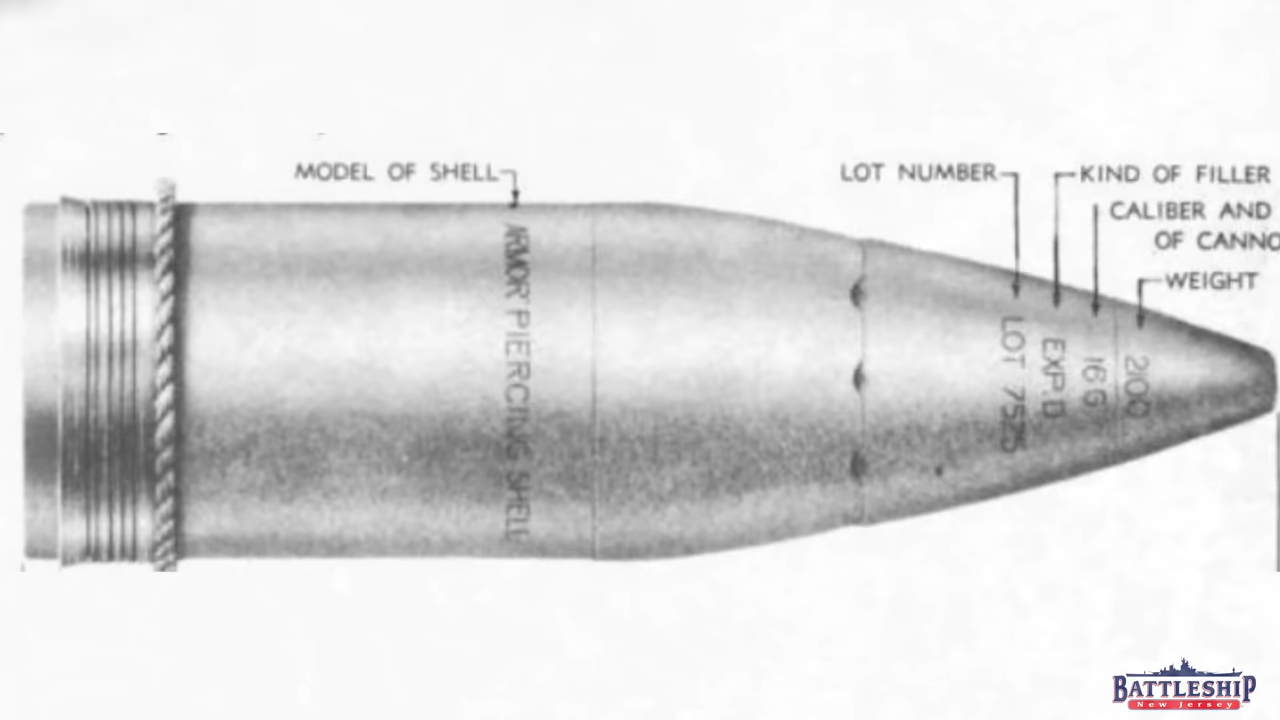 MODEL OF SHELL
LOT NUMBER
KIND OF FILLER
CALIBER AND
OF CANNO
WEIGHT
ARMOR PIERCING SHELL
LOT 7525
EXP. D
16 G
2100
BATTLESHIP
New Jersey